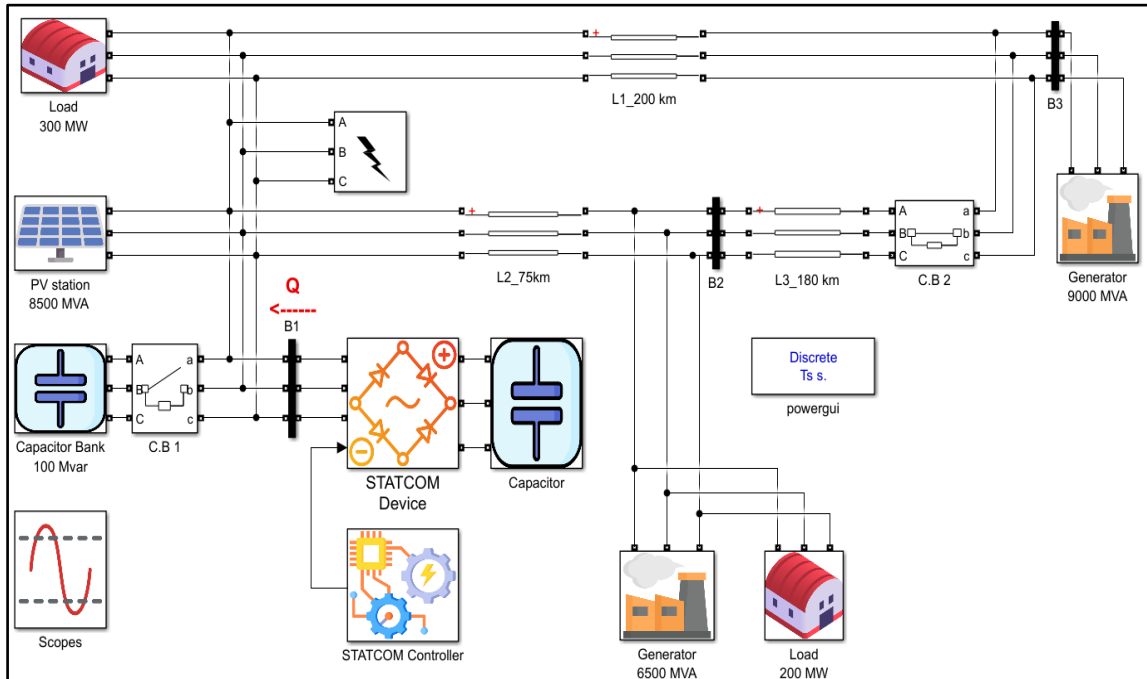 Load
300 MW
+
L1_200 km
B3
A
B
C
PV station
8500 MVA
+
L2_75km
B2
+
L3_180 km
A
B
C
a
b
c
C.B 2
Generator
9000 MVA
Q
B1
Capacitor Bank
100 Mvar
A
B
C
a
b
c
C.B 1
STATCOM
Device
Capacitor
Discrete
Ts s.
powergui
Scopes
STATCOM Controller
Generator
6500 MVA
Load
200 MW